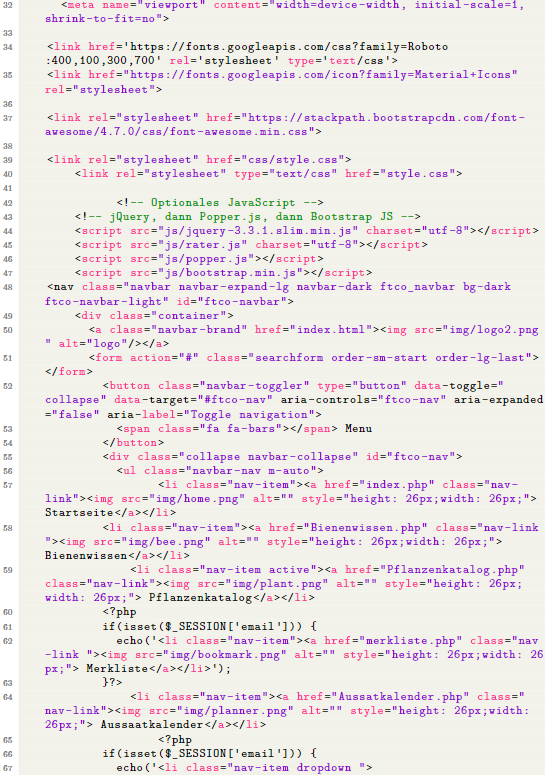 32 <meta name="viewport" content="width=device-width, initial-scale=1,
shrink-to-fit=no">
33
34 <link href='https://fonts.googleapis.com/css?family=Roboto
:400,100,300,700' rel='stylesheet' type='text/css'>
35 <link href="https://fonts.googleapis.com/icon?family=Material+Icons"
rel="stylesheet">
36
37 <link rel="stylesheet" href="https://stackpath.bootstrapcdn.com/font-
awesome/4.7.0/css/font-awesome.min.css">
38
39 <link rel="stylesheet" href="css/style.css">
40 <link rel="stylesheet" type="text/css" href="style.css">
41
42 <!-- Optionales JavaScript -->
43 <!-- jQuery, dann Popper.js, dann Bootstrap JS -->
44 <script src="js/jquery-3.3.1.slim.min.js" charset="utf-8"></script>
45 <script src="js/rater.js" charset="utf-8"></script>
46 <script src="js/popper.js"></script>
47 <script src="js/bootstrap.min.js"></script>
48 <nav class="navbar navbar-expand-lg navbar-dark ftco_navbar bg-dark
ftco-navbar-light" id="ftco-navbar">
49 <div class="container">
50 <a class="navbar-brand" href="index.html"><img src="img/logo2.png
" alt="logo"/></a>
51 <form action="#" class="searchform order-sm-start order-lg-last">
</form>
52 <button class="navbar-toggler" type="button" data-toggle="
collapse" data-target="#ftco-nav" aria-controls="ftco-nav" aria-expanded
="false" aria-label="Toggle navigation">
53 <span class="fa fa-bars"></span> Menu
54 </button>
55 <div class="collapse navbar-collapse" id="ftco-nav">
56 <ul class="navbar-nav m-auto">
57 <li class="nav-item"><a href="index.php" class="nav-
link"><img src="img/home.png" alt="" style="height: 26px;width: 26px;">
Startseite</a></li>
58 <li class="nav-item"><a href="Bienenwissen.php" class="nav-link
"><img src="img/bee.png" alt="" style="height: 26px;width: 26px;">
Bienenwissen</a></li>
59 <li class="nav-item active"><a href="Pflanzenkatalog.php"
class="nav-link"><img src="img/plant.png" alt="" style="height: 26px;
width: 26px;"> Pflanzenkatalog</a></li>
60 <?php
61 if(isset($_SESSION['email'])) {
62 echo('<li class="nav-item"><a href="merkliste.php" class="nav
-link "><img src="img/bookmark.png" alt="" style="height: 26px;width: 26
px;"> Merkliste</a></li>');
63 }?>
64 <li class="nav-item"><a href="Aussatkalender.php" class="
nav-link"><img src="img/planner.png" style="height: 26px;width:
26px;"> Aussaatkalender</a></li>
65 <?php
66 if(isset($_SESSION['email'])) {
67 echo('<li class="nav-item dropdown ">